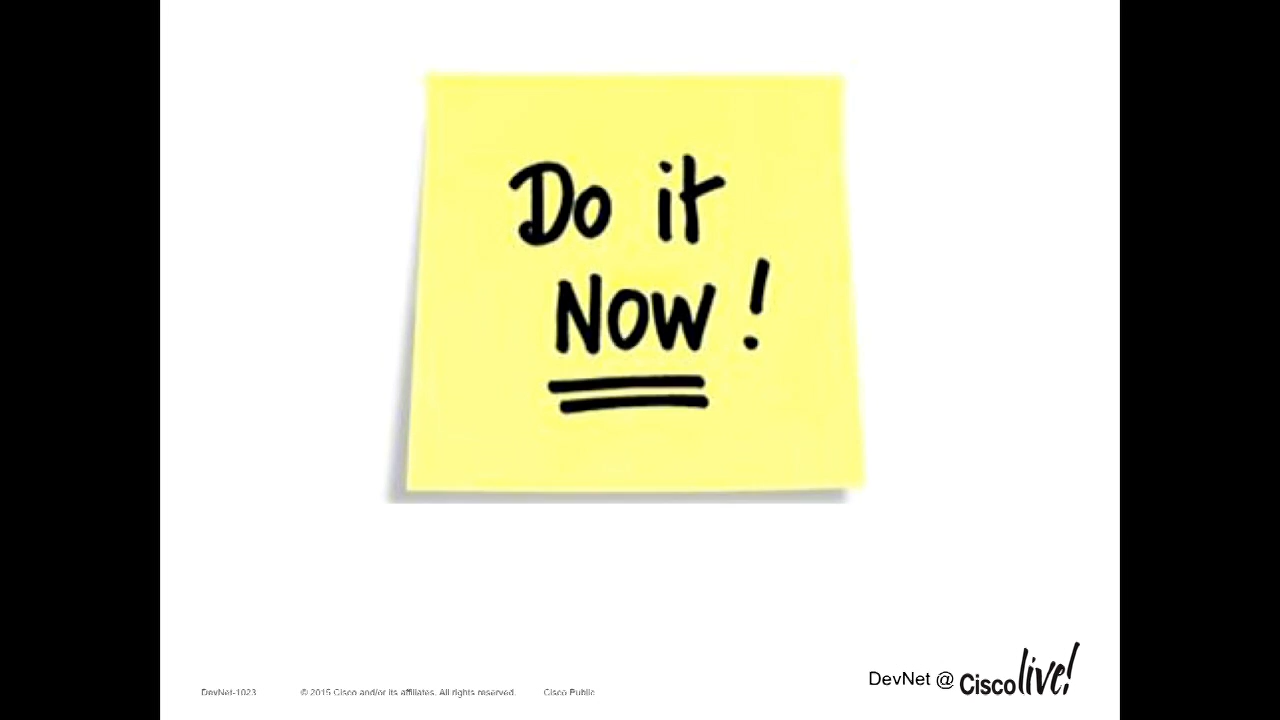 Do it
Now!
DevNet-1023 © 2015 Cisco and/or its affiliates. All rights reserved. Cisco Public
DevNet @ Cisco live!